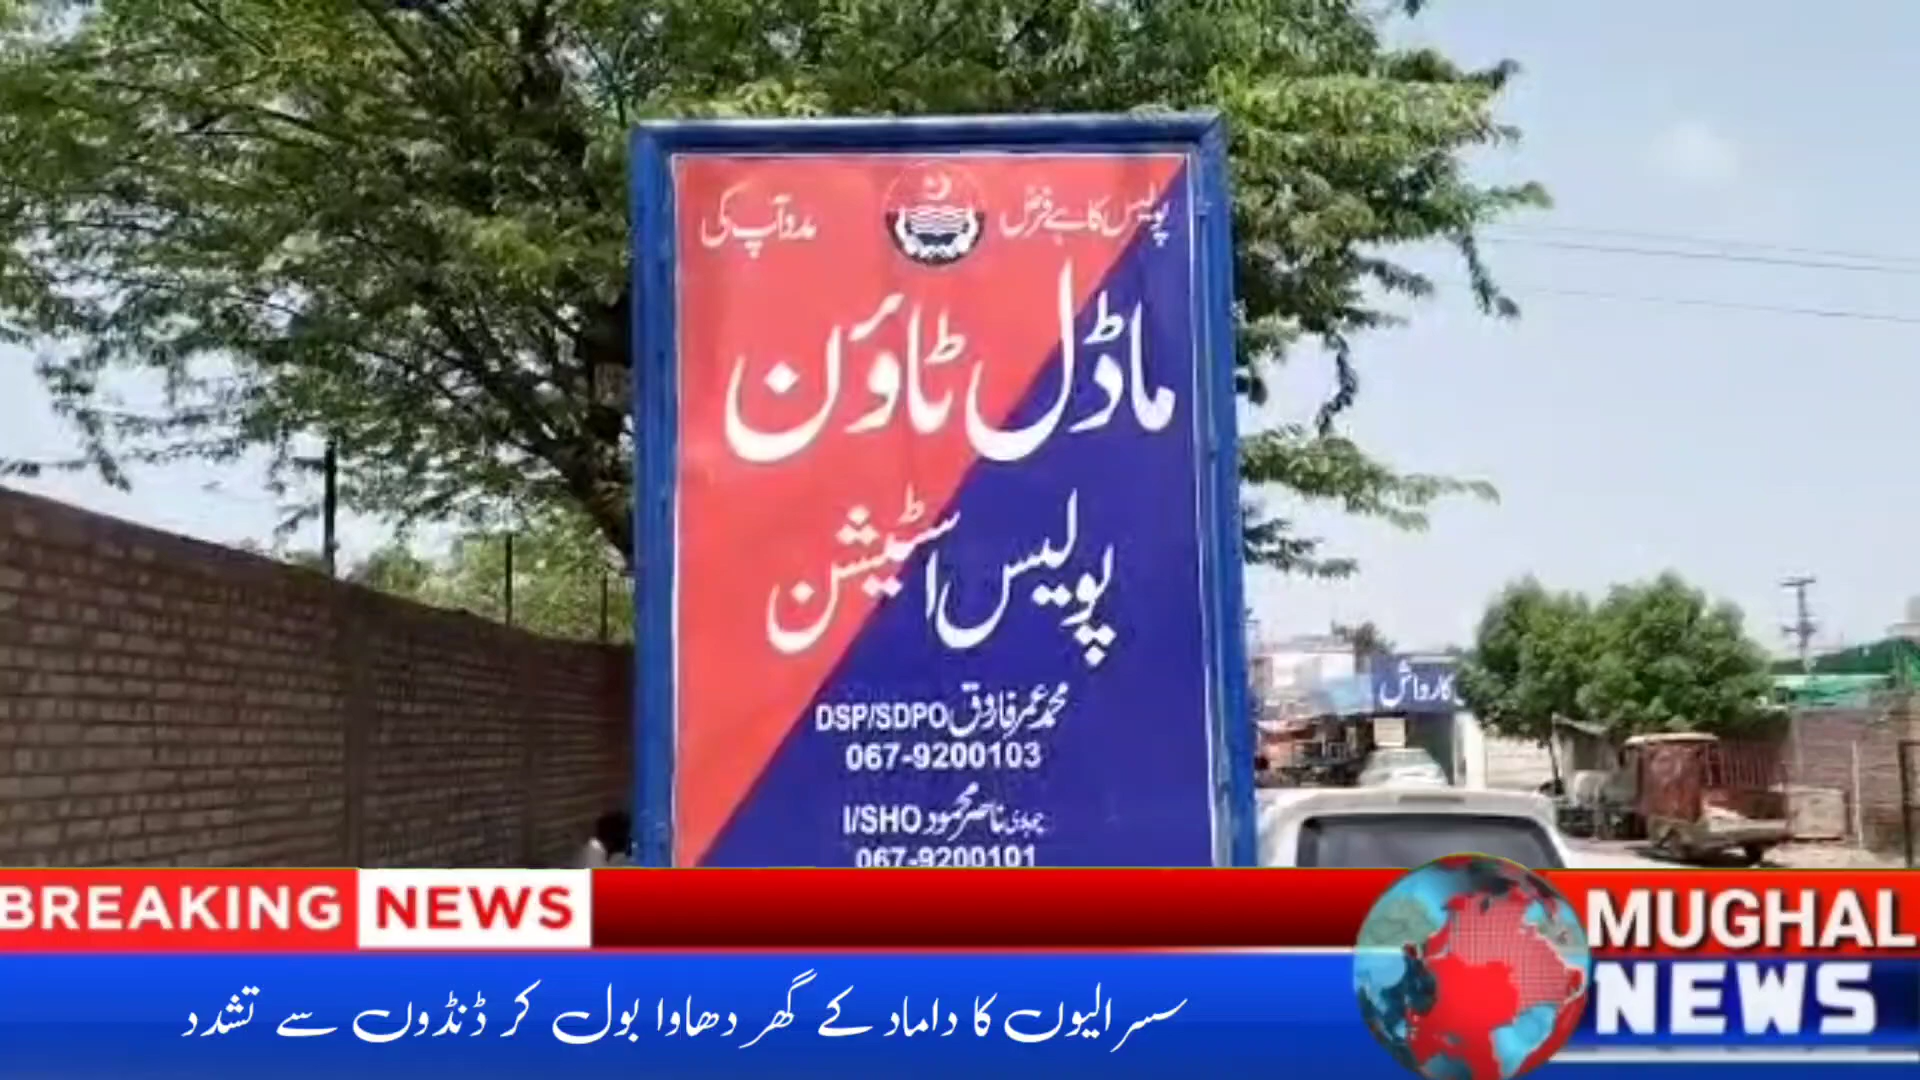 پولیس کا ہے فرض
مدد آپ کی
ماڈل ٹاؤن
پولیس اسٹیشن
محمد عمر فاروق DSP/SDPO
067-9200103
چوہدری ناصر محمود I/SHO
067-9200101
کار واش
BREAKING NEWS
سسرالیوں کا داماد کے گھر دھاوا بول کر ڈنڈوں سے تشدد
MUGHAL
NEWS